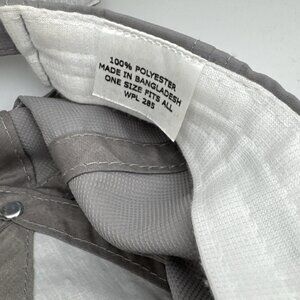 100% POLYESTER
MADE IN BANGLADESH
ONE SIZE FITS ALL
WPL 285